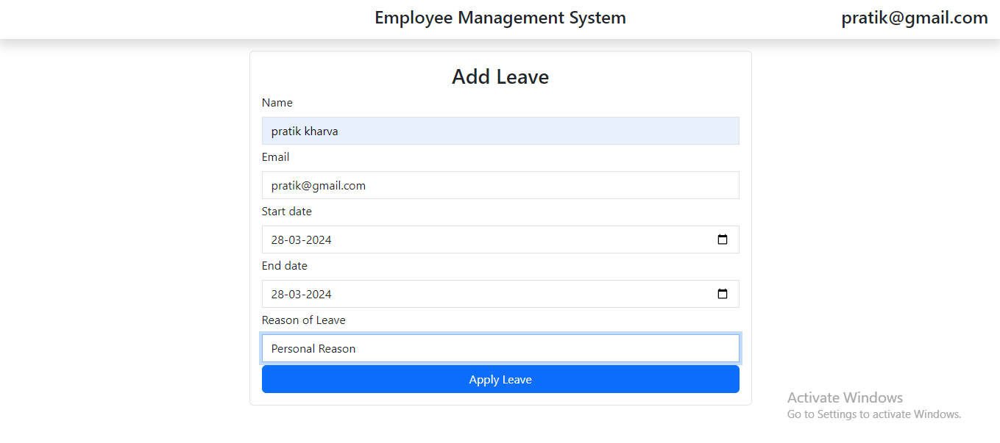 Employee Management System
pratik@gmail.com
Add Leave
Name
pratik kharva
Email
pratik@gmail.com
Start date
28-03-2024
End date
28-03-2024
Reason of Leave
Personal Reason
Apply Leave
Activate Windows
Go to Settings to activate Windows.